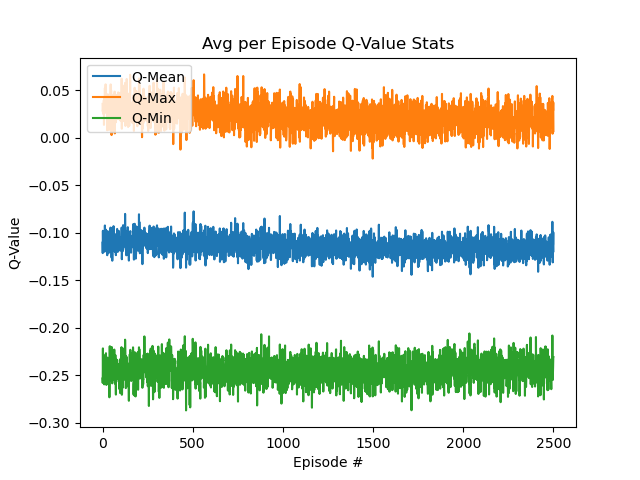 Avg per Episode Q-Value Stats
Q-Mean
Q-Max
Q-Min
0.05
0.00
−0.05
−0.10
−0.15
−0.20
−0.25
−0.30
Q-Value
0 500 1000 1500 2000 2500
Episode #